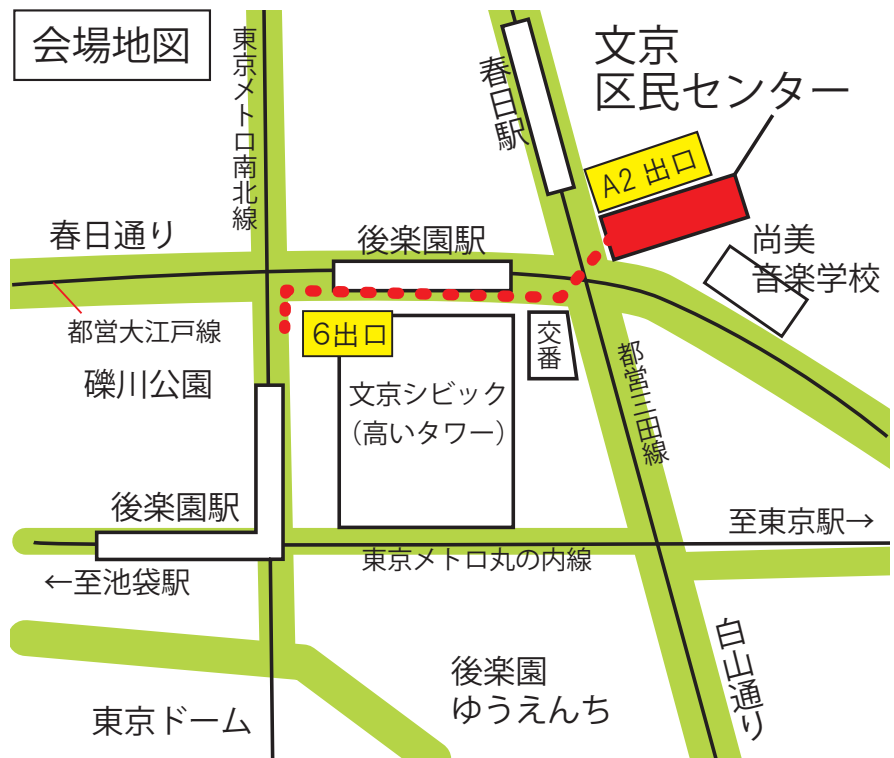 会場地図
東京メトロ南北線
春日駅
文京
区民センター
A2 出口
春日通り
後楽園駅
尚美
音楽学校
都営大江戸線
6出口
交番
礫川公園
文京シビック
（高いタワー）
都営三田線
後楽園駅
至東京駅→
東京メトロ丸の内線
←至池袋駅
白山通り
後楽園
ゆうえんち
東京ドーム